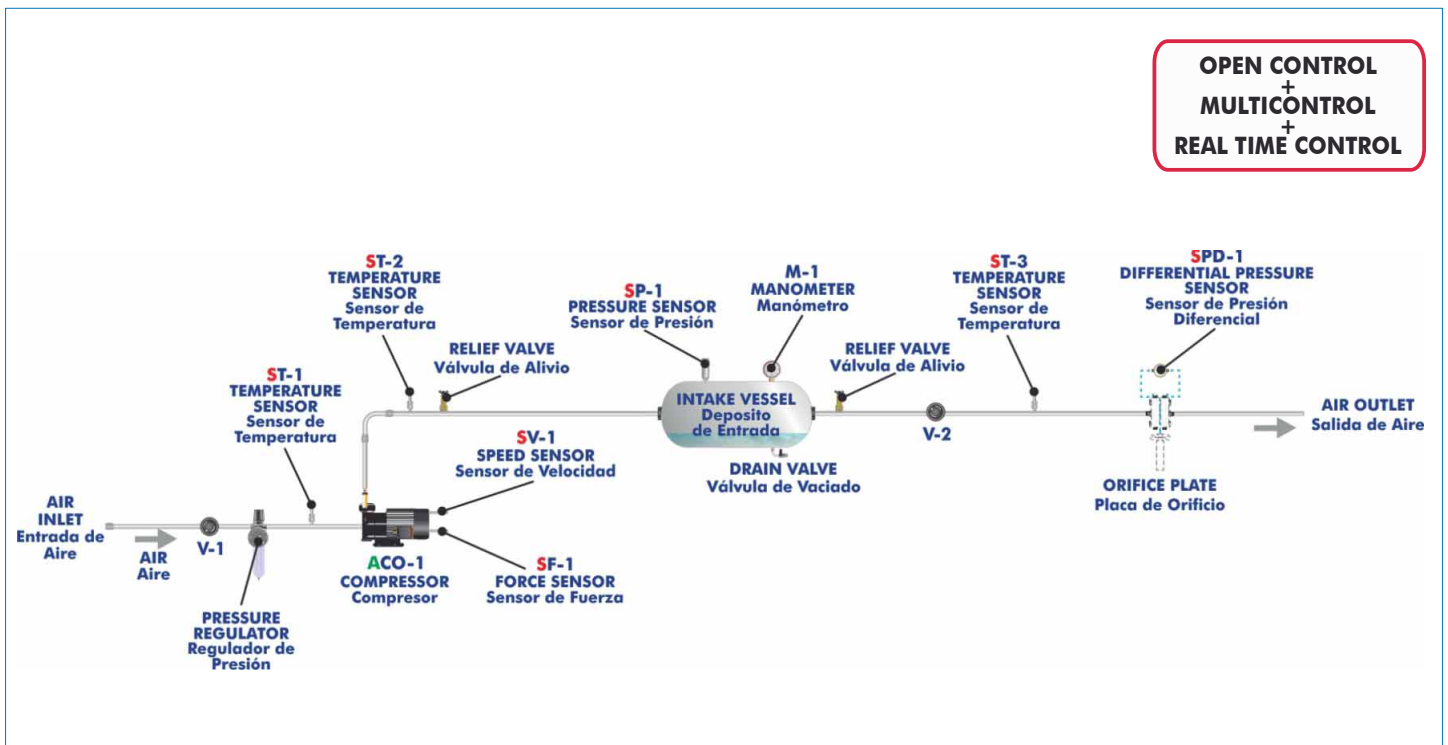 OPEN CONTROL
+
MULTICONTROL
+
REAL TIME CONTROL
ST-2
TEMPERATURE
SENSOR
Sensor de
Temperatura
SP-1
PRESSURE SENSOR
Sensor de Presión
M-1
MANOMETER
Manómetro
ST-3
TEMPERATURE
SENSOR
Sensor de
Temperatura
SPD-1
DIFFERENTIAL PRESSURE
SENSOR
Sensor de Presión
Diferencial
RELIEF VALVE
Válvula de Alivio
RELIEF VALVE
Válvula de Alivio
ST-1
TEMPERATURE
SENSOR
Sensor de
Temperatura
INTAKE VESSEL
Deposito
de Entrada
V-2
AIR OUTLET
Salida de Aire
SV-1
SPEED SENSOR
Sensor de Velocidad
DRAIN VALVE
Válvula de Vaciado
ORIFICE PLATE
Placa de Orificio
AIR
INLET
Entrada de
Aire
AIR
Aire
V-1
ACO-1
COMPRESSOR
Compresor
SF-1
FORCE SENSOR
Sensor de Fuerza
PRESSURE
REGULATOR
Regulador de
Presión